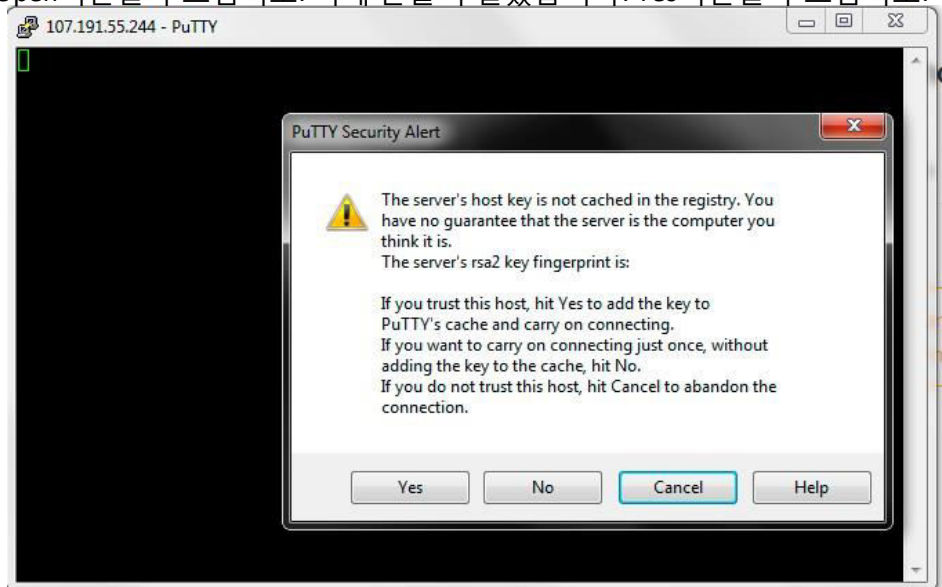 107.191.55.244 - PuTTY
PuTTY Security Alert
The server's host key is not cached in the registry. You
have no guarantee that the server is the computer you
think it is.
The server's rsa2 key fingerprint is:
If you trust this host, hit Yes to add the key to
PuTTY's cache and carry on connecting.
If you want to carry on connecting just once, without
adding the key to the cache, hit No.
If you do not trust this host, hit Cancel to abandon the
connection.
Yes No Cancel Help